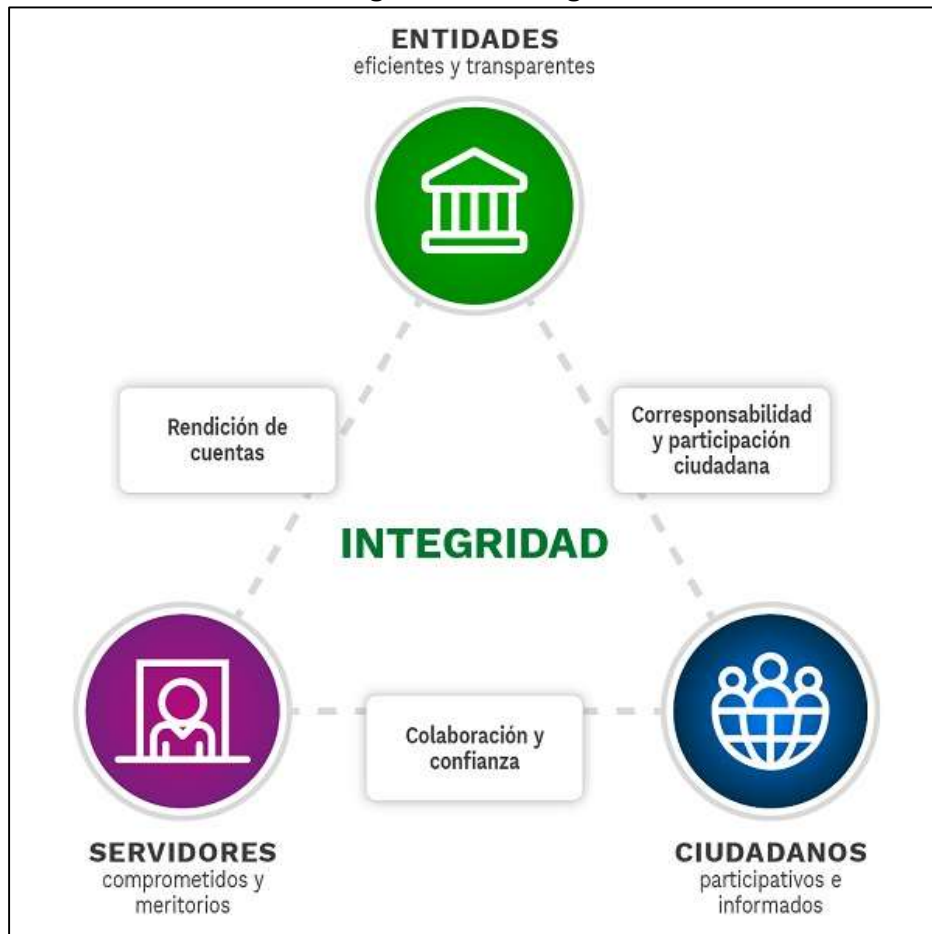 ENTIDADES
eficientes y transparentes
Rendición de
cuentas
Corresponsabilidad
y participación
ciudadana
INTEGRIDAD
Colaboración y
confianza
SERVIDORES
comprometidos y
meritorios
CIUDADANOS
participativos e
informados